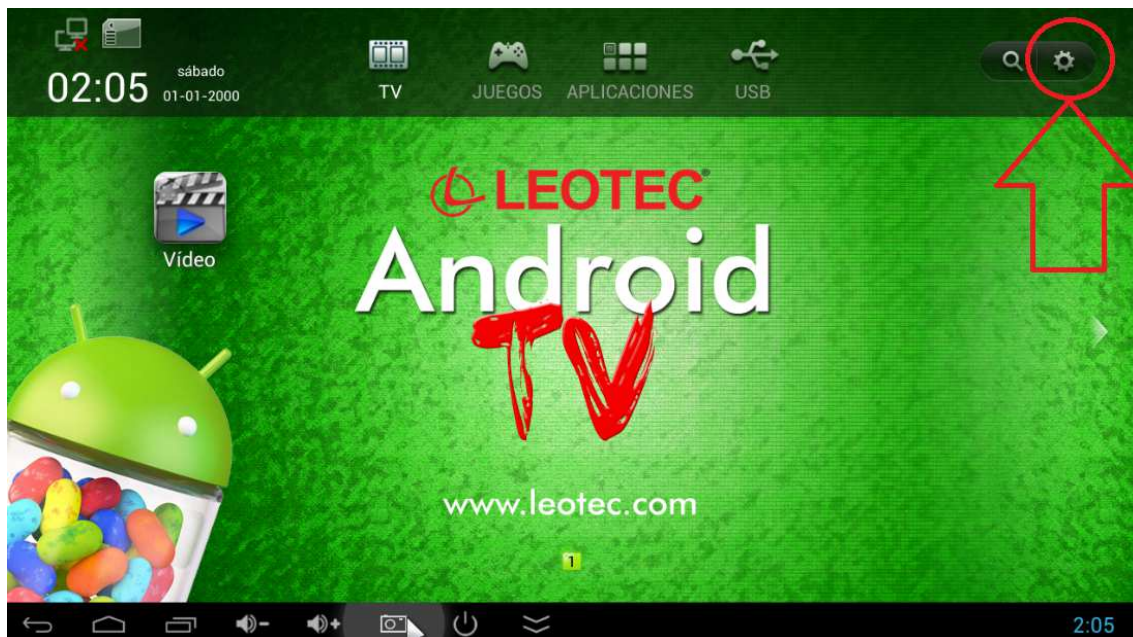 02:05
sábado
01-01-2000
TV
JUEGOS
APLICACIONES
USB
Vídeo
LEOTEC
Android
TV
www.leotec.com
1
2:05